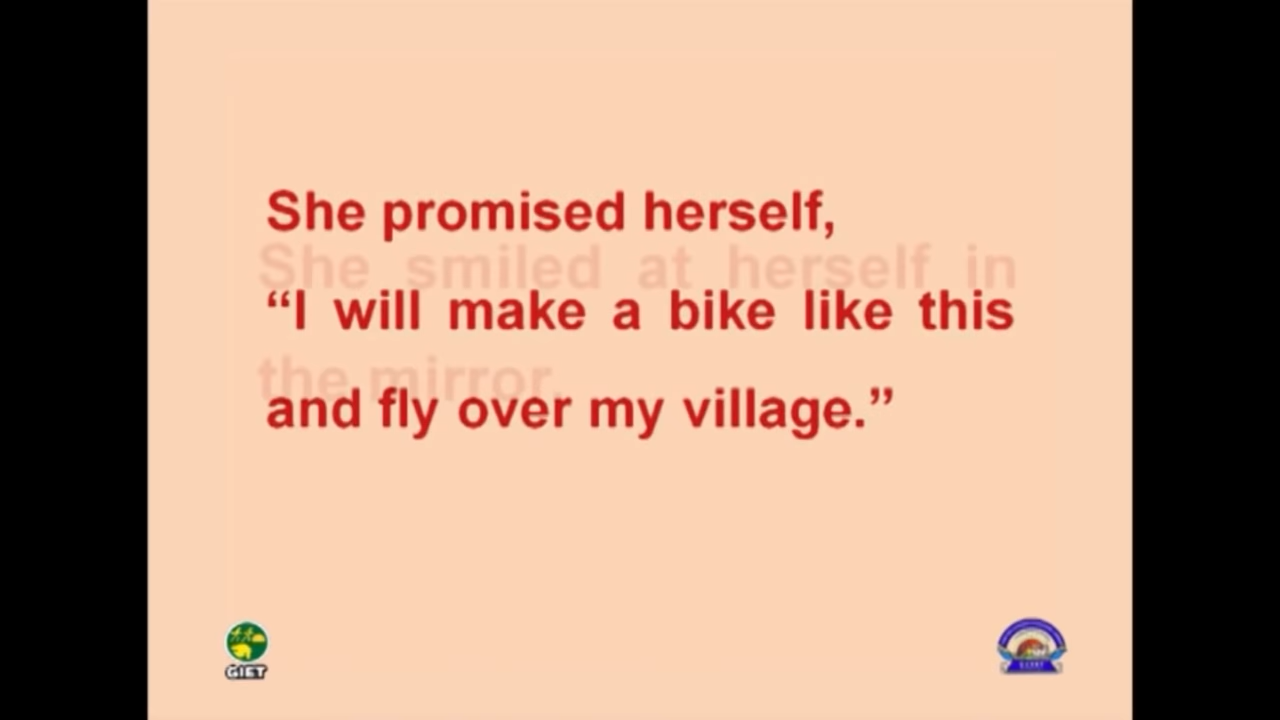 She promised herself,
She smiled at herself in
“I will make a bike like this
the mirror.
and fly over my village.”
GIET